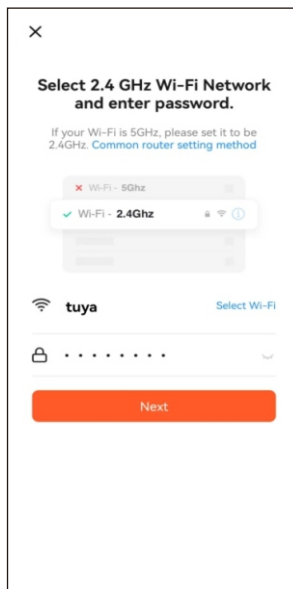 Select 2.4 GHz Wi-Fi Network
and enter password.
If your Wi-Fi is 5GHz, please set it to be
2.4GHz. Common router setting method
Wi-Fi - 5Ghz
Wi-Fi - 2.4Ghz
tuya Select Wi-Fi
Next